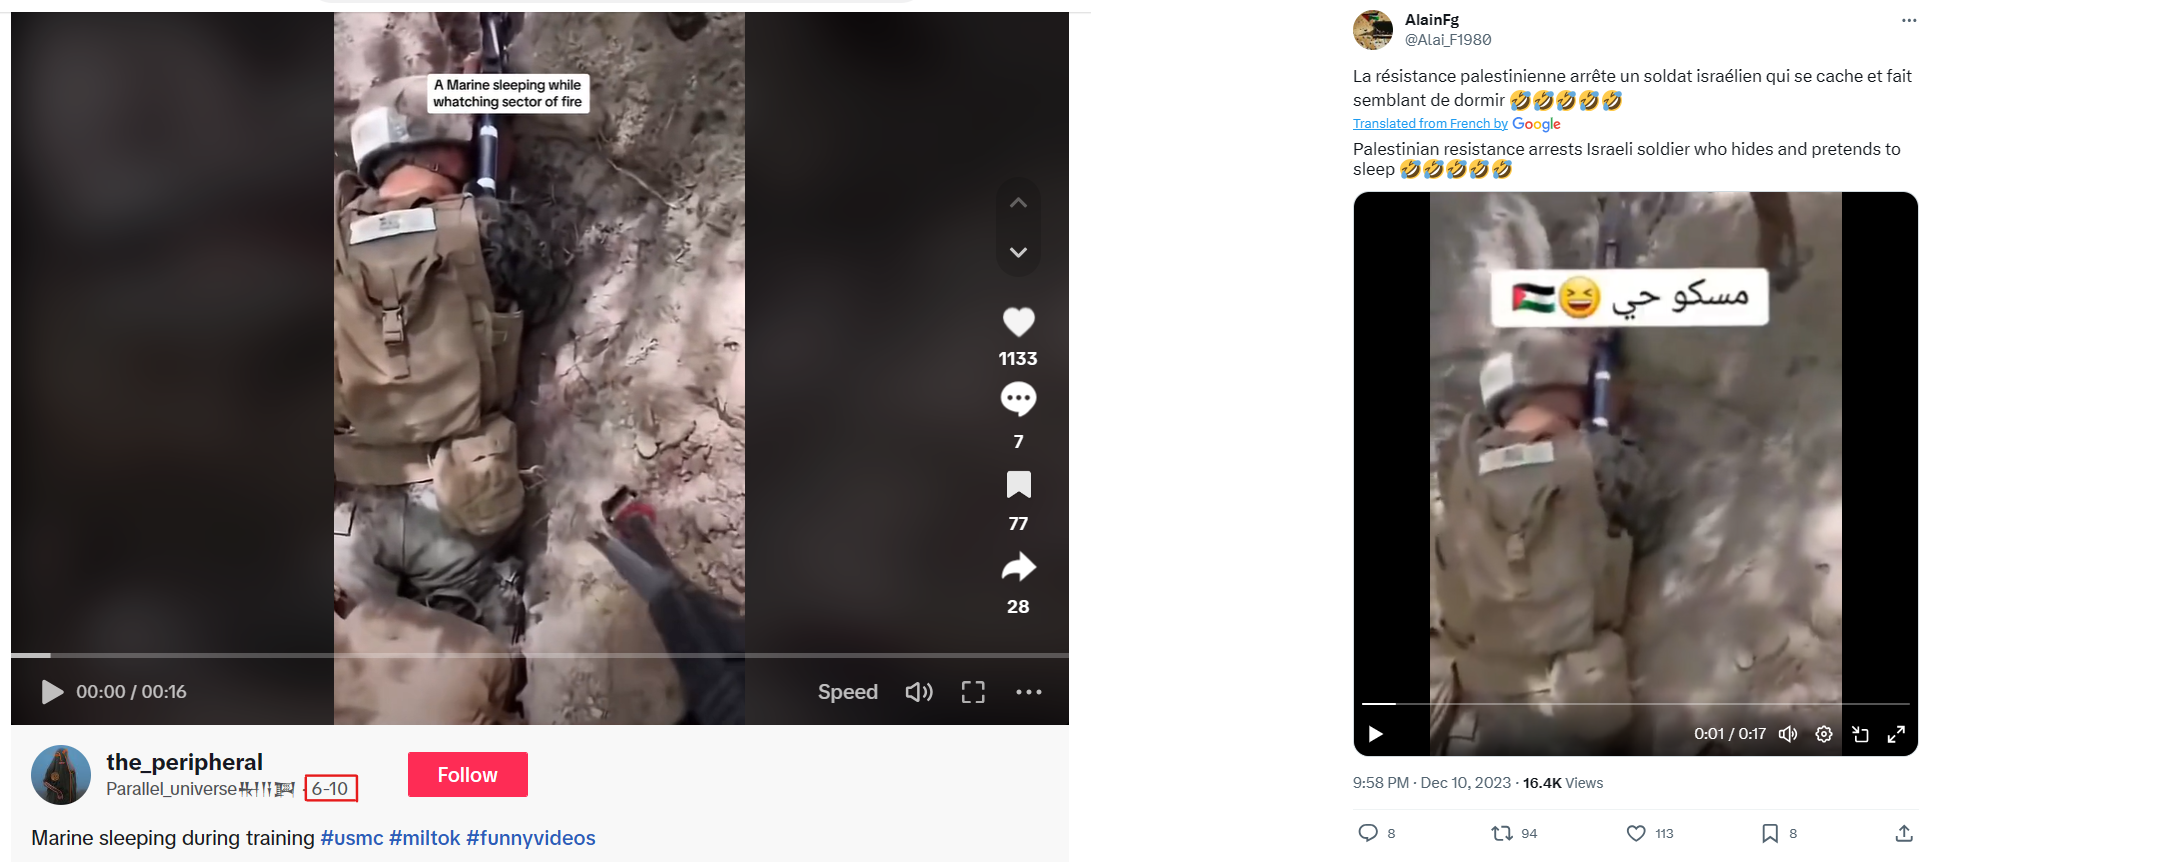 A Marine sleeping while
whatching sector of fire
1133
7
77
28
00:00 / 00:16
Speed
the_peripheral
Parallel_universe
· 6-10
Follow
Marine sleeping during training #usmc #miltok #funnyvideos
AlainFg
@Alai_F1980
La résistance palestinienne arrête un soldat israélien qui se cache et fait
semblant de dormir 🤣🤣🤣🤣🤣
Translated from French by Google
Palestinian resistance arrests Israeli soldier who hides and pretends to
sleep 🤣🤣🤣🤣🤣
مسكو حي 😆🇵🇸
0:01 / 0:17
9:58 PM · Dec 10, 2023 · 16.4K Views
8
94
113
8